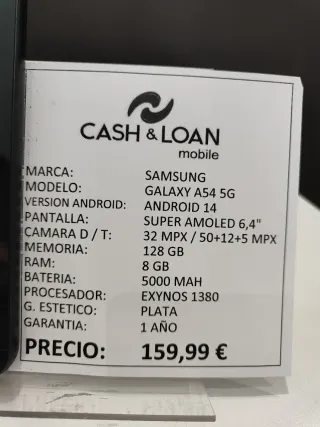 CASH & LOAN
mobile
MARCA: SAMSUNG
MODELO: GALAXY A54 5G
VERSION ANDROID: ANDROID 14
PANTALLA: SUPER AMOLED 6,4"
CAMARA D / T: 32 MPX / 50+12+5 MPX
MEMORIA: 128 GB
RAM: 8 GB
BATERIA: 5000 MAH
PROCESADOR: EXYNOS 1380
G. ESTETICO: PLATA
GARANTIA: 1 AÑO
PRECIO: 159,99 €